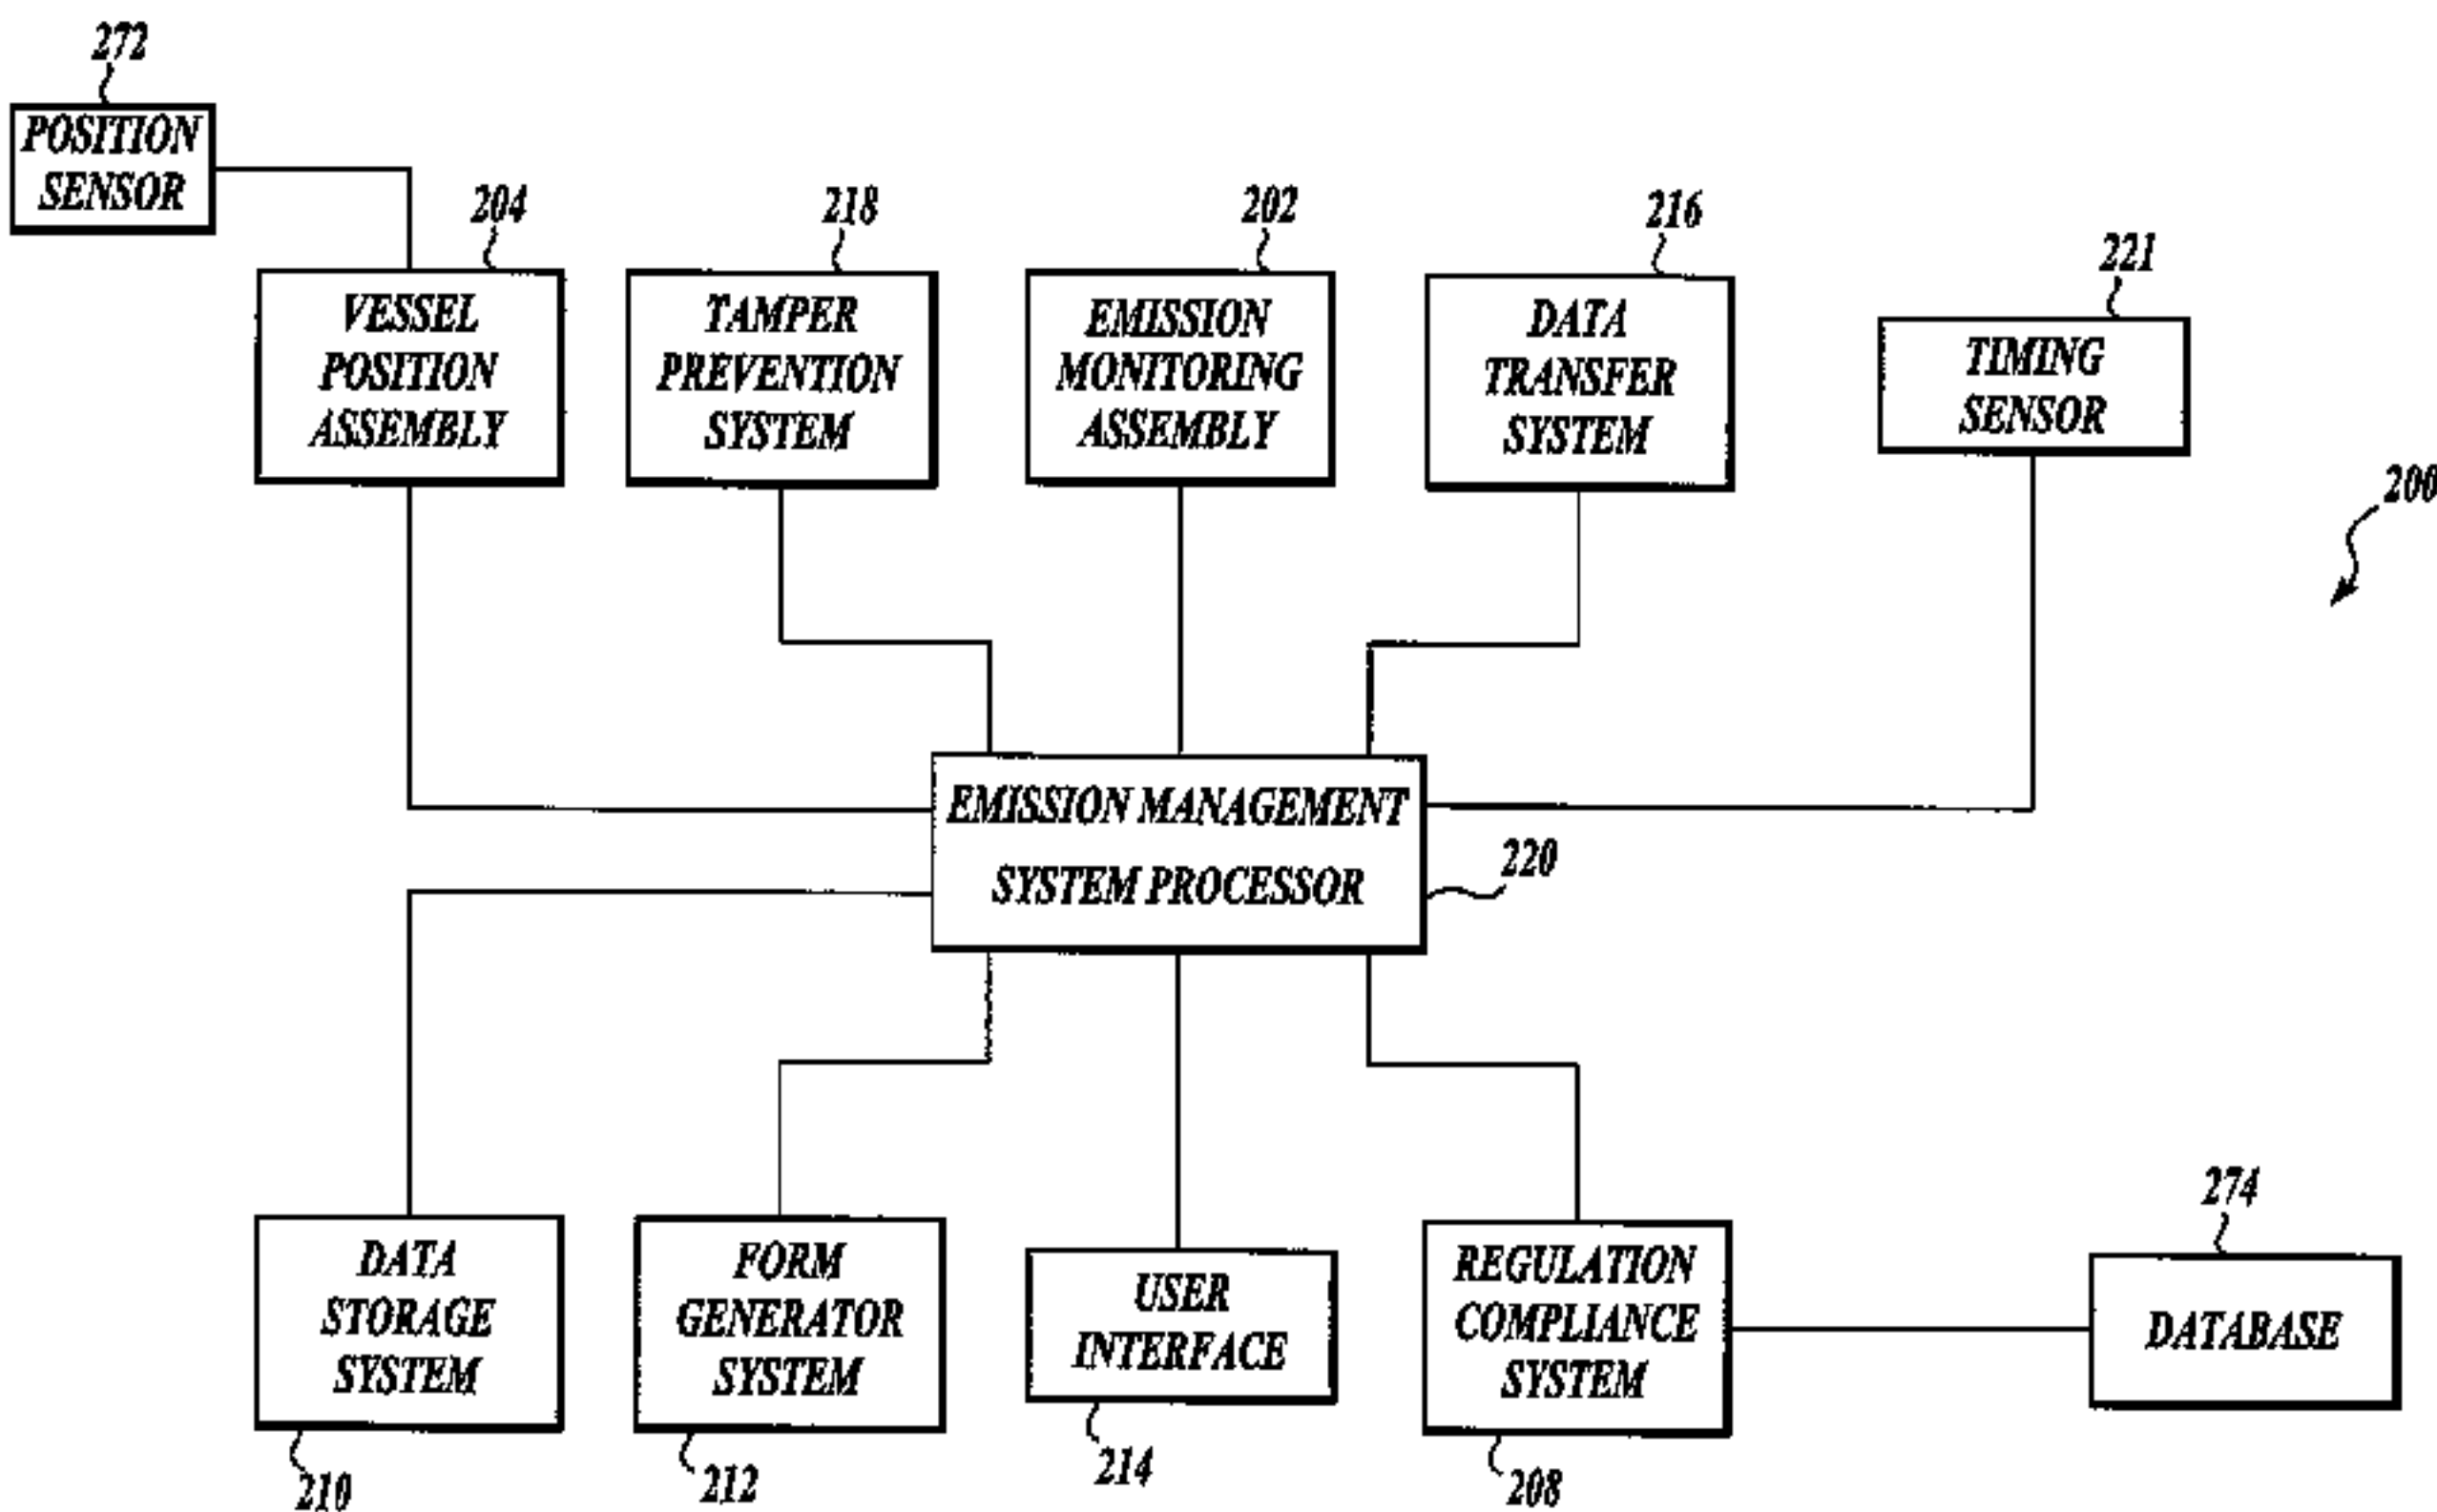 272
POSITION
SENSOR
204
VESSEL
POSITION
ASSEMBLY
218
TAMPER
PREVENTION
SYSTEM
202
EMISSION
MONITORING
ASSEMBLY
216
DATA
TRANSFER
SYSTEM
221
TIMING
SENSOR
200
EMISSION MANAGEMENT
SYSTEM PROCESSOR
220
DATA
STORAGE
SYSTEM
210
FORM
GENERATOR
SYSTEM
212
USER
INTERFACE
214
REGULATION
COMPLIANCE
SYSTEM
208
274
DATABASE